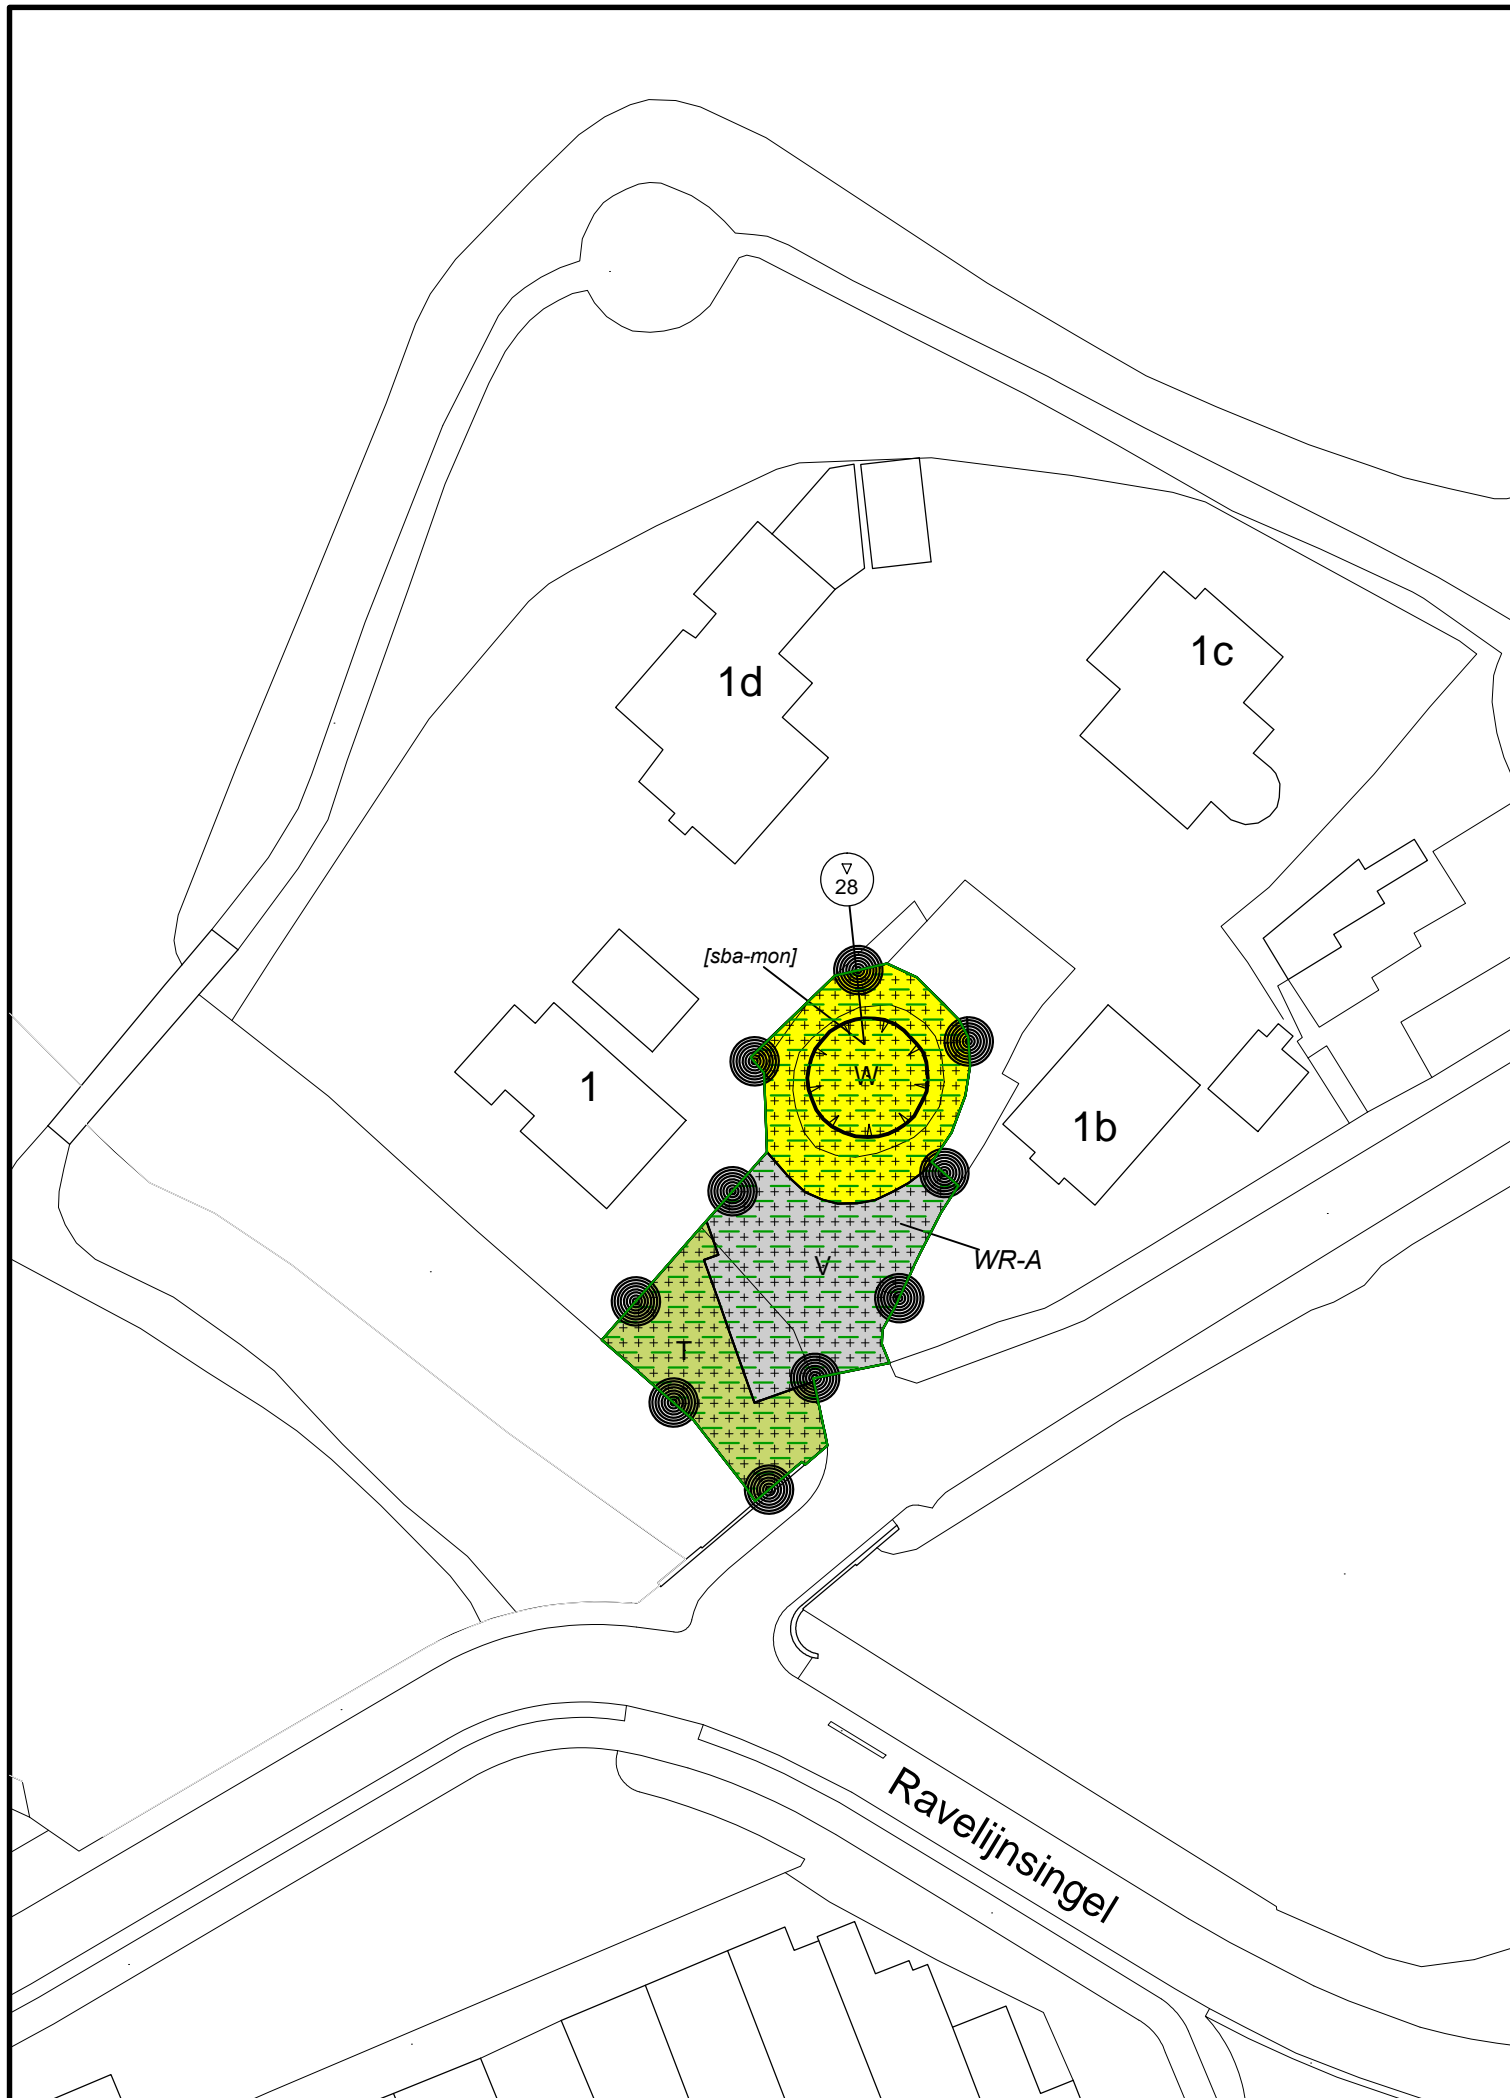 1c
1d
▽
28
[sba-mon]
W
1
1b
V
WR-A
T
Ravelijnsingel